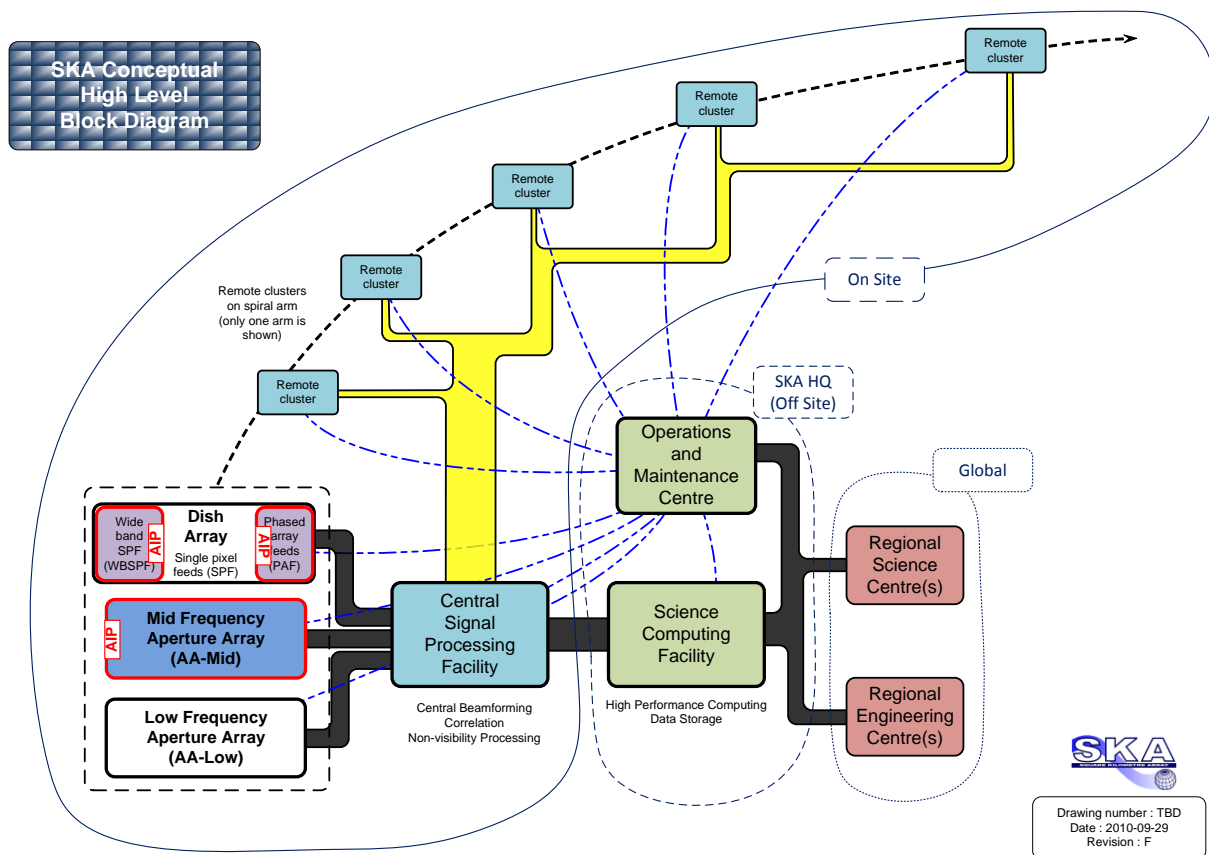 SKA Conceptual
High Level
Block Diagram
Remote
cluster
Remote
cluster
Remote
cluster
Remote
cluster
Remote
cluster
Remote clusters
on spiral arm
(only one arm is
shown)
On Site
SKA HQ
(Off Site)
Global
Operations
and
Maintenance
Centre
Wide
band
SPF
(WBSPF)
AIP
Dish
Array
Single pixel
feeds (SPF)
AIP
Phased
array
feeds
(PAF)
AIP
Mid Frequency
Aperture Array
(AA-Mid)
Low Frequency
Aperture Array
(AA-Low)
Central
Signal
Processing
Facility
Central Beamforming
Correlation
Non-visibility Processing
Science
Computing
Facility
High Performance Computing
Data Storage
Regional
Science
Centre(s)
Regional
Engineering
Centre(s)
SKA
SQUARE KILOMETRE ARRAY
Drawing number : TBD
Date : 2010-09-29
Revision : F